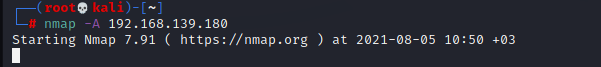 (root💀kali)-[~]
# nmap -A 192.168.139.180
Starting Nmap 7.91 ( https://nmap.org ) at 2021-08-05 10:50 +03